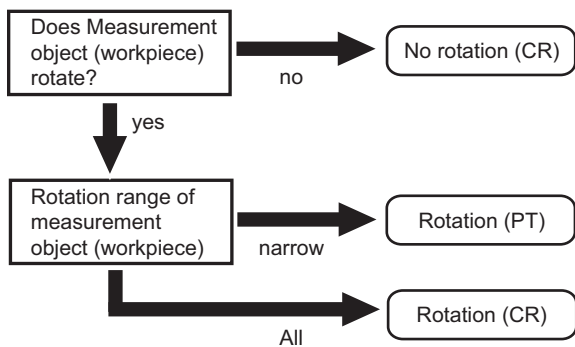 Does Measurement
object (workpiece)
rotate?
no
No rotation (CR)
yes
Rotation range of
measurement
object (workpiece)
narrow
Rotation (PT)
All
Rotation (CR)